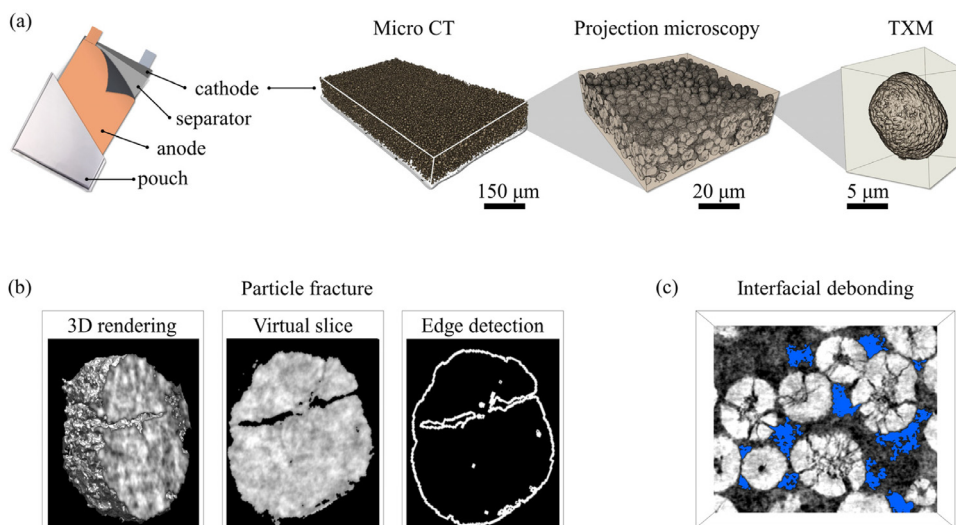 (a)
Micro CT
Projection microscopy
TXM
cathode
separator
anode
pouch
150 μm
20 μm
5 μm
(b)
Particle fracture
3D rendering
Virtual slice
Edge detection
(c)
Interfacial debonding